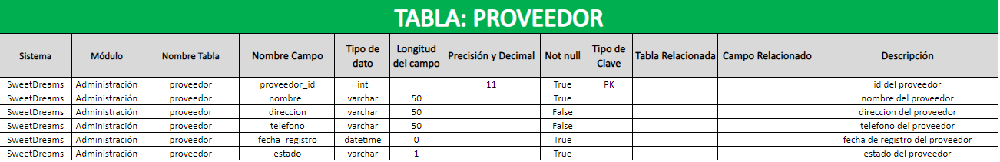 TABLA: PROVEEDOR
Sistema Módulo Nombre Tabla Nombre Campo Tipo de dato Longitud del campo Precisión y Decimal Not null Tipo de Clave Tabla Relacionada Campo Relacionado Descripción
SweetDreams Administración proveedor proveedor_id int 11 True PK id del proveedor
SweetDreams Administración proveedor nombre varchar 50 True nombre del proveedor
SweetDreams Administración proveedor direccion varchar 50 False direccion del proveedor
SweetDreams Administración proveedor telefono varchar 50 False telefono del proveedor
SweetDreams Administración proveedor fecha_registro datetime 0 True fecha de registro del proveedor
SweetDreams Administración proveedor estado varchar 1 True estado del proveedor